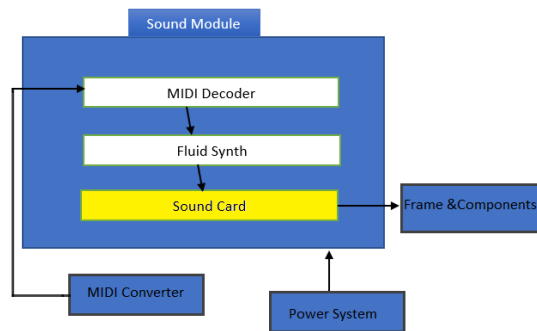 Sound Module
MIDI Decoder
Fluid Synth
Sound Card
Frame &Components
MIDI Converter
Power System